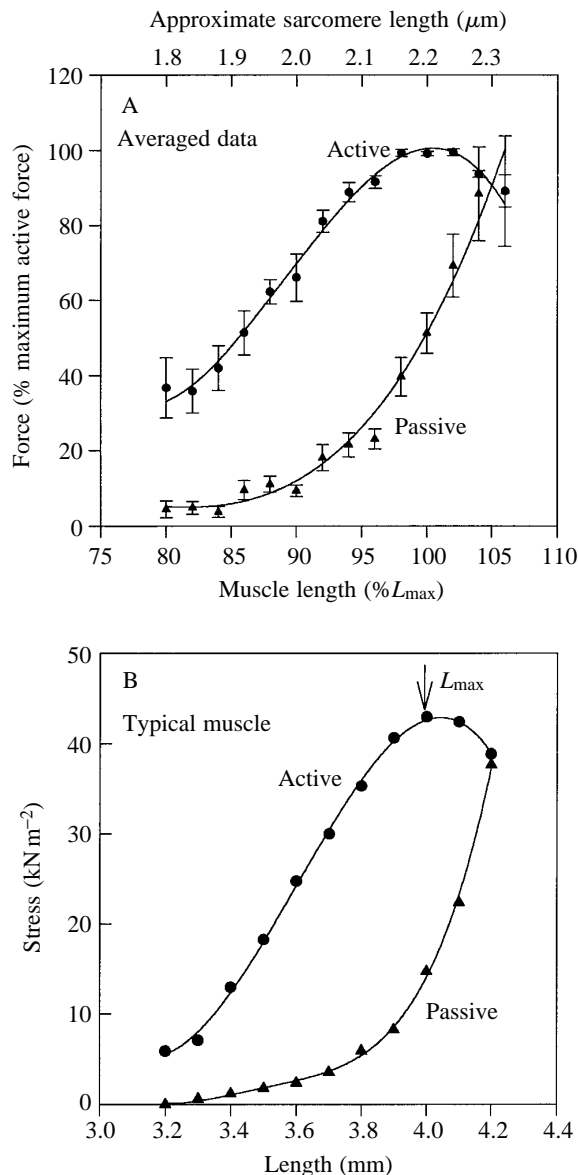 Approximate sarcomere length (μm)
1.8 1.9 2.0 2.1 2.2 2.3
120
100
80
60
40
20
0
Force (% maximum active force)
A
Averaged data
Active
Passive
75 80 85 90 95 100 105 110
Muscle length (%Lmax)
50
40
30
20
10
0
Stress (kN m−2)
B
Typical muscle
Lmax
Active
Passive
3.0 3.2 3.4 3.6 3.8 4.0 4.2 4.4
Length (mm)